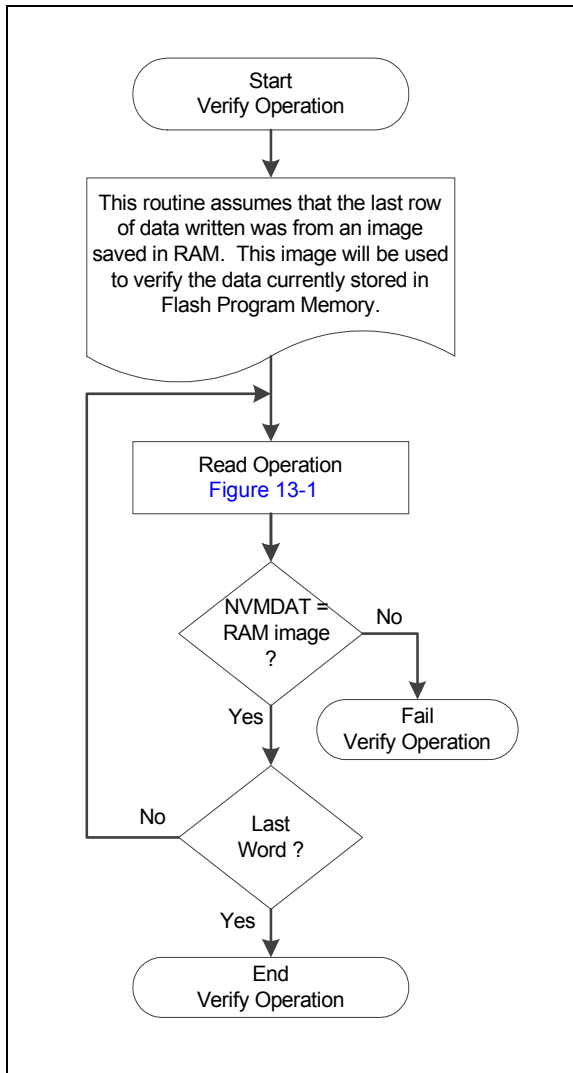 Start
Verify Operation
This routine assumes that the last row
of data written was from an image
saved in RAM. This image will be used
to verify the data currently stored in
Flash Program Memory.
Read Operation
Figure 13-1
NVMDAT =
RAM image
?
No
Yes
Fail
Verify Operation
No
Last
Word ?
Yes
End
Verify Operation